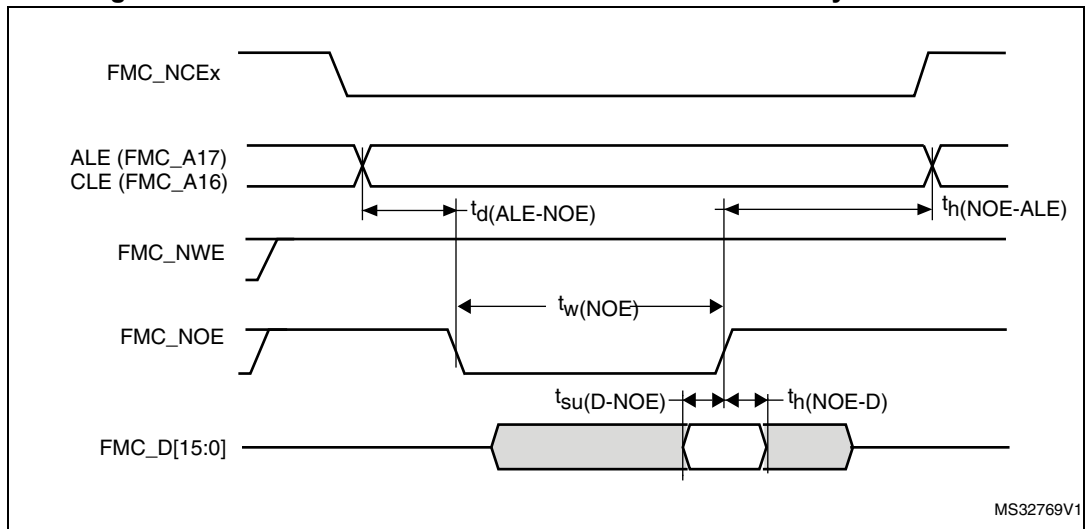 FMC_NCEx
ALE (FMC_A17)
CLE (FMC_A16)
td(ALE-NOE)
th(NOE-ALE)
FMC_NWE
tw(NOE)
FMC_NOE
tsu(D-NOE)
th(NOE-D)
FMC_D[15:0]
MS32769V1